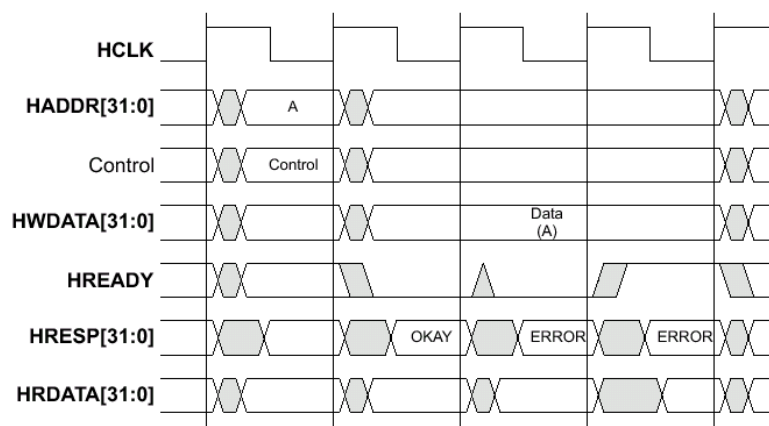 HCLK
HADDR[31:0]
A
Control
Control
HWDATA[31:0]
Data
(A)
HREADY
HRESP[31:0]
OKAY
ERROR
ERROR
HRDATA[31:0]